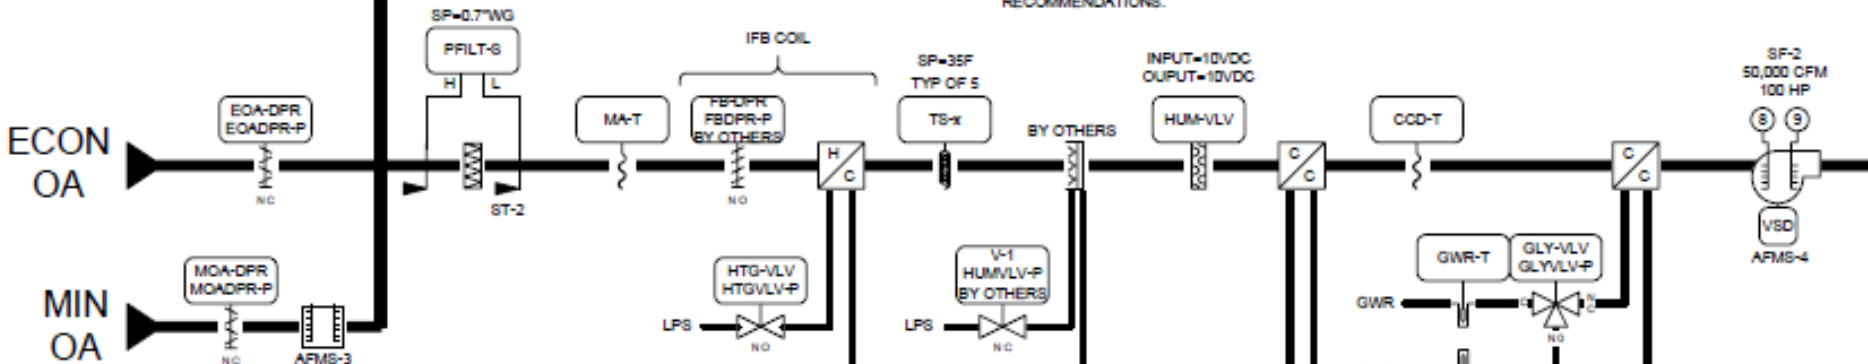 RECOMMENDATIONS.
SP=0.7"WG
PFILT-S
H L
IFB COIL
SP=35F
TYP OF 5
INPUT=10VDC
OUPUT=10VDC
SF-2
50,000 CFM
100 HP
8 9
EOA-DPR
EOADPR-P
MA-T
FB-DPR
FBDPR-P
BY OTHERS
TS-x
BY OTHERS
HUM-VLV
CCD-T
ECON
OA
NC
ST-2
NO
H
C
C
C
C
C
VSD
AFMS-4
MOA-DPR
MOADPR-P
HTG-VLV
HTGVLV-P
V-1
HUMVLV-P
BY OTHERS
GWR-T
GLY-VLV
GLYVLV-P
MIN
OA
NC
AFMS-3
LPS
NO
LPS
NC
GWR
C
NC
NO